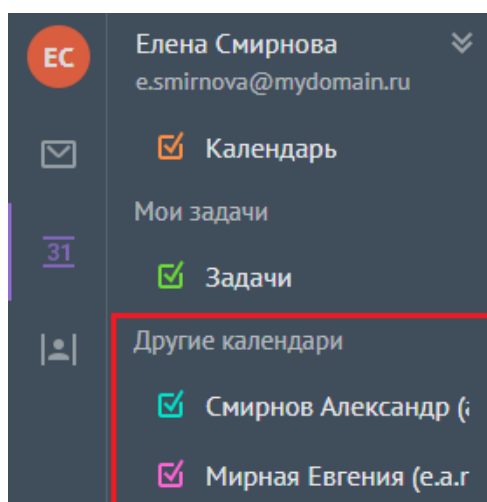 ЕС
Елена Смирнова
e.smirnova@mydomain.ru
Календарь
Мои задачи
31
Задачи
Другие календари
Смирнов Александр (
Мирная Евгения (e.a.